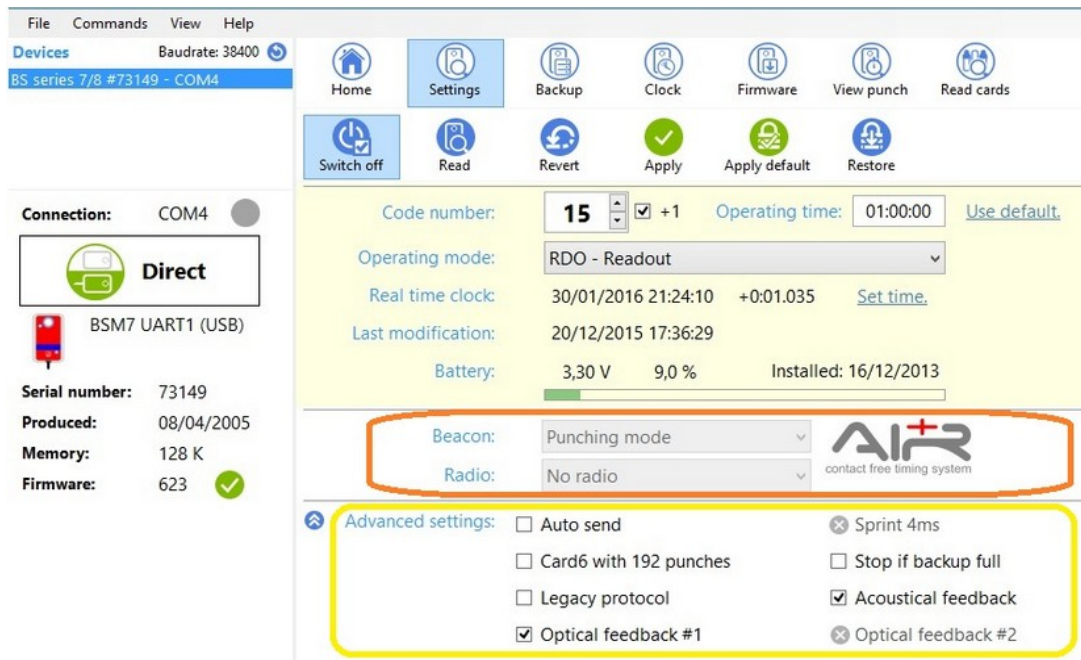 File Commands View Help
Devices Baudrate: 38400
BS series 7/8 #73149 - COM4
Home Settings Backup Clock Firmware View punch Read cards
Switch off Read Revert Apply Apply default Restore
Connection: COM4
Direct
BSM7 UART1 (USB)
Serial number: 73149
Produced: 08/04/2005
Memory: 128 K
Firmware: 623
Code number: 15 +1 Operating time: 01:00:00 Use default.
Operating mode: RDO - Readout
Real time clock: 30/01/2016 21:24:10 +0:01.035 Set time.
Last modification: 20/12/2015 17:36:29
Battery: 3,30 V 9,0 % Installed: 16/12/2013
Beacon: Punching mode
Radio: No radio
AIR+
contact free timing system
Advanced settings: Auto send Sprint 4ms
Card6 with 192 punches Stop if backup full
Legacy protocol Acoustical feedback
Optical feedback #1 Optical feedback #2